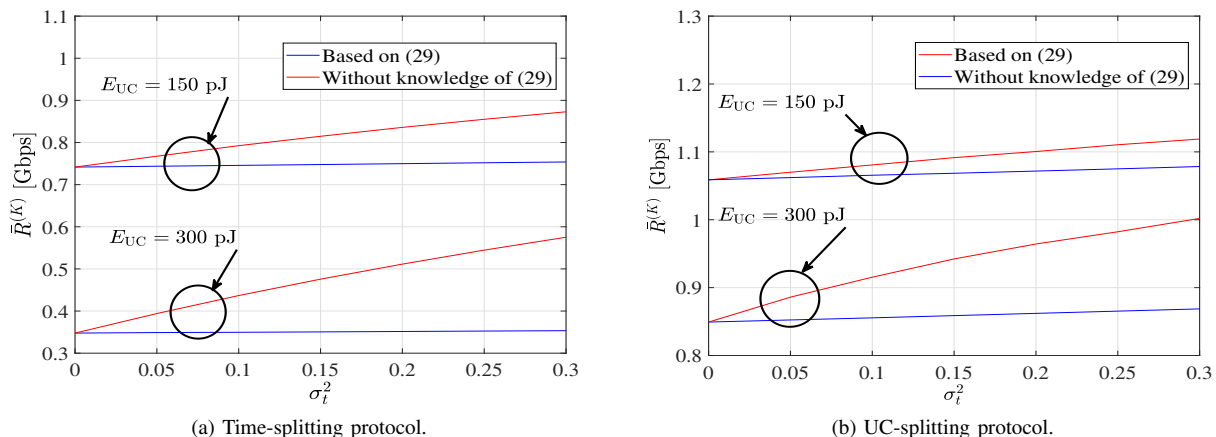 1.1
1
0.9
0.8
0.7
0.6
0.5
0.4
0.3
R̄^(K) [Gbps]
Based on (29)
Without knowledge of (29)
E_UC = 150 pJ
E_UC = 300 pJ
0 0.05 0.1 0.15 0.2 0.25 0.3
σ_t^2
(a) Time-splitting protocol.
1.3
1.2
1.1
1
0.9
0.8
R̄^(K) [Gbps]
Based on (29)
Without knowledge of (29)
E_UC = 150 pJ
E_UC = 300 pJ
0 0.05 0.1 0.15 0.2 0.25 0.3
σ_t^2
(b) UC-splitting protocol.